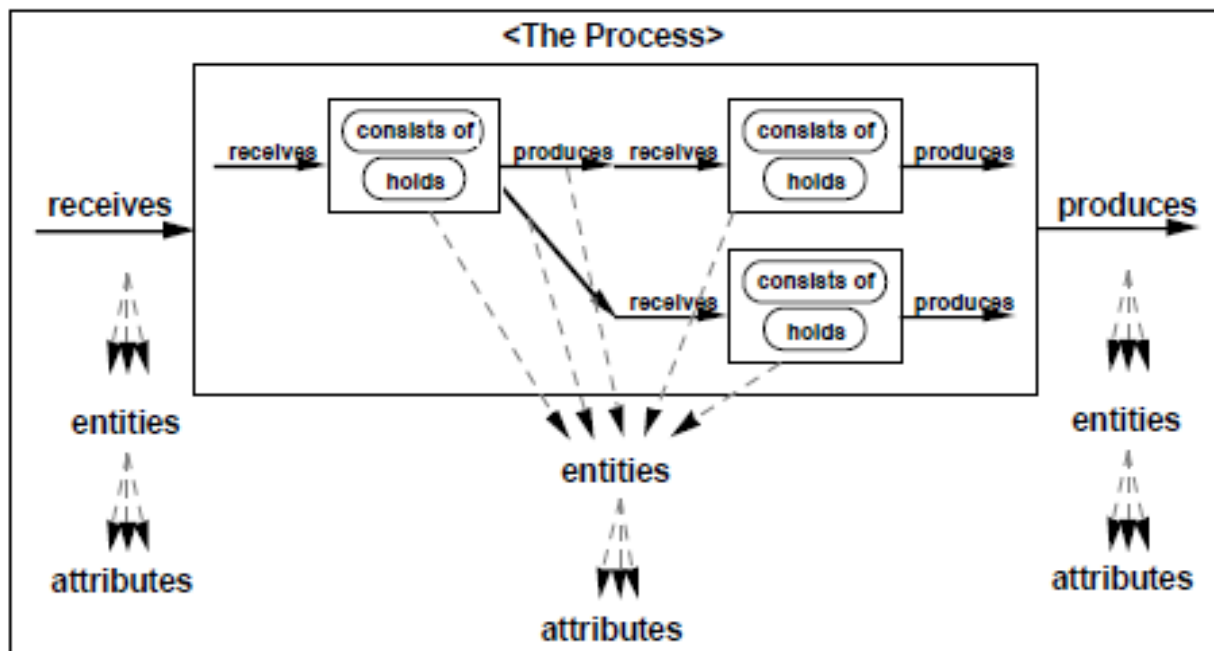 <The Process>
consists of
consists of
receives
produces
receives
produces
holds
holds
receives
produces
consists of
receives
produces
holds
entities
entities
entities
attributes
attributes
attributes